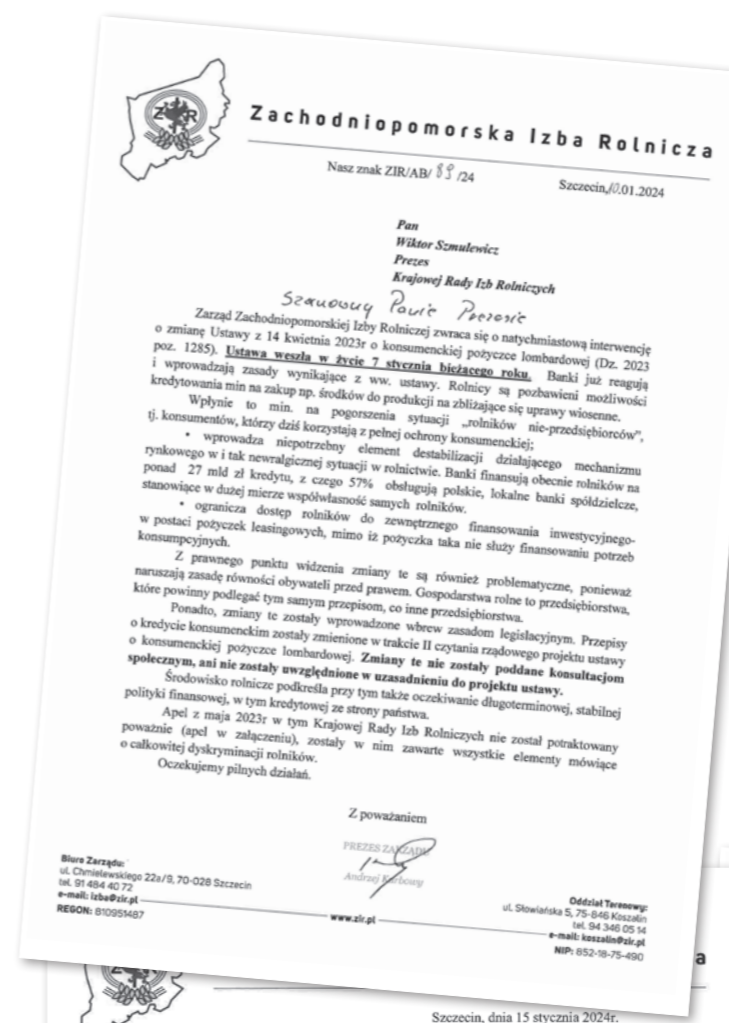 Z R
Zachodniopomorska Izba Rolnicza
Nasz znak ZIR/AB/ 89 /24
Szczecin, 10.01.2024
Pan
Wiktor Szmulewicz
Prezes
Krajowej Rady Izb Rolniczych
Szanowny Panie Prezesie
Zarząd Zachodniopomorskiej Izby Rolniczej zwraca się o natychmiastową interwencję
o zmianę Ustawy z 14 kwietnia 2023r o konsumenckiej pożyczce lombardowej (Dz. 2023
poz. 1285). Ustawa weszła w życie 7 stycznia bieżącego roku. Banki już reagują
i wprowadzają zasady wynikające z ww. ustawy. Rolnicy są pozbawieni możliwości
kredytowania min na zakup np. środków do produkcji na zbliżające się uprawy wiosenne.
Wpłynie to min. na pogorszenia sytuacji „rolników nie-przedsiębiorców”,
tj. konsumentów, którzy dziś korzystają z pełnej ochrony konsumenckiej;
• wprowadza niepotrzebny element destabilizacji działającego mechanizmu
rynkowego w i tak newralgicznej sytuacji w rolnictwie. Banki finansują obecnie rolników na
ponad 27 mld zł kredytu, z czego 57% obsługują polskie, lokalne banki spółdzielcze,
stanowiące w dużej mierze współwłasność samych rolników.
• ogranicza dostęp rolników do zewnętrznego finansowania inwestycyjnego-
w postaci pożyczek leasingowych, mimo iż pożyczka taka nie służy finansowaniu potrzeb
konsumpcyjnych.
Z prawnego punktu widzenia zmiany te są również problematyczne, ponieważ
naruszają zasadę równości obywateli przed prawem. Gospodarstwa rolne to przedsiębiorstwa,
które powinny podlegać tym samym przepisom, co inne przedsiębiorstwa.
Ponadto, zmiany te zostały wprowadzone wbrew zasadom legislacyjnym. Przepisy
o kredycie konsumenckim zostały zmienione w trakcie II czytania rządowego projektu ustawy
o konsumenckiej pożyczce lombardowej. Zmiany te nie zostały poddane konsultacjom
społecznym, ani nie zostały uwzględnione w uzasadnieniu do projektu ustawy.
Środowisko rolnicze podkreśla przy tym także oczekiwanie długoterminowej, stabilnej
polityki finansowej, w tym kredytowej ze strony państwa.
Apel z maja 2023r w tym Krajowej Rady Izb Rolniczych nie został potraktowany
poważnie (apel w załączeniu), zostały w nim zawarte wszystkie elementy mówiące
o całkowitej dyskryminacji rolników.
Oczekujemy pilnych działań.
Z poważaniem
PREZES ZARZĄDU
Andrzej Karbowy
Biuro Zarządu:
ul. Chmielewskiego 22a/9, 70-028 Szczecin
tel. 91 484 40 72
e-mail: izba@zir.pl
REGON: 810951487
www.zir.pl
Oddział Terenowy:
ul. Słowiańska 5, 75-846 Koszalin
tel. 94 346 05 14
e-mail: koszalin@zir.pl
NIP: 852-18-75-490
a
Szczecin, dnia 15 stycznia 2024r.